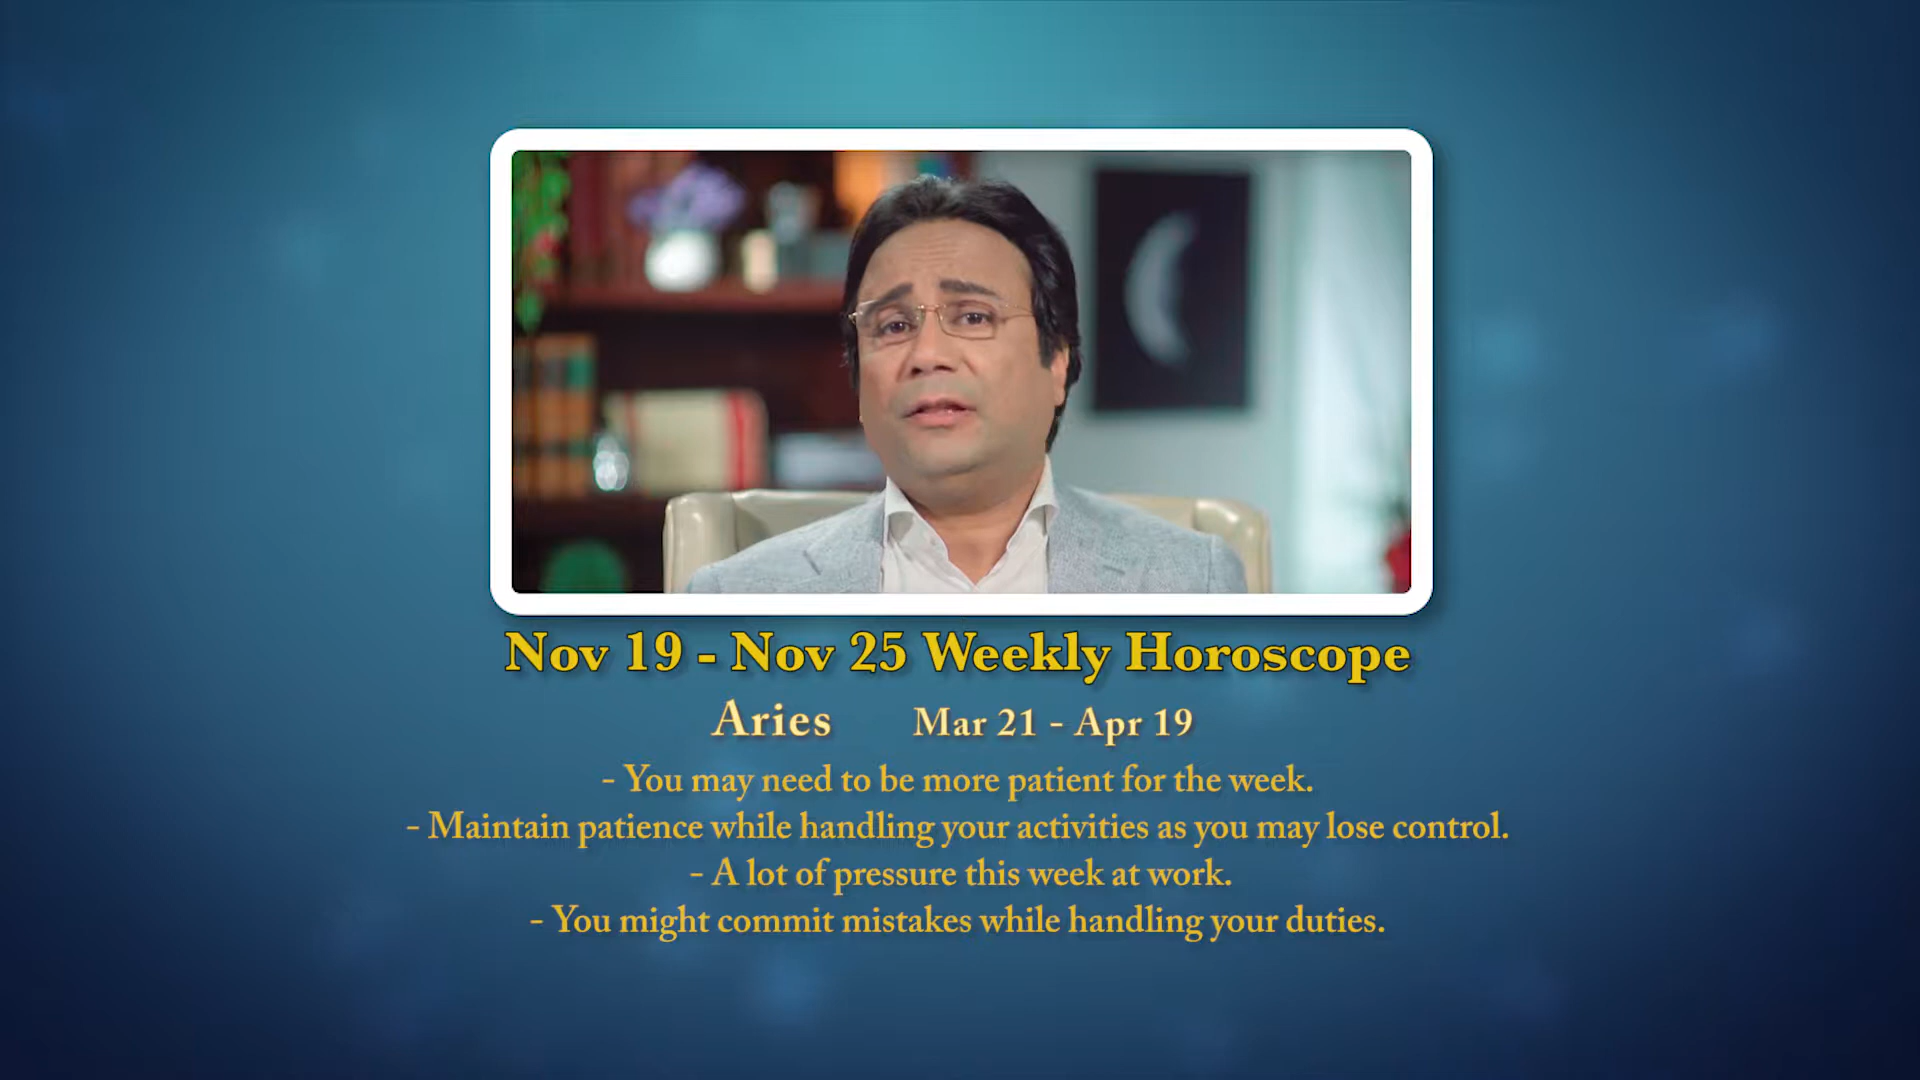 Nov 19 - Nov 25 Weekly Horoscope
Aries Mar 21 - Apr 19
- You may need to be more patient for the week.
- Maintain patience while handling your activities as you may lose control.
- A lot of pressure this week at work.
- You might commit mistakes while handling your duties.